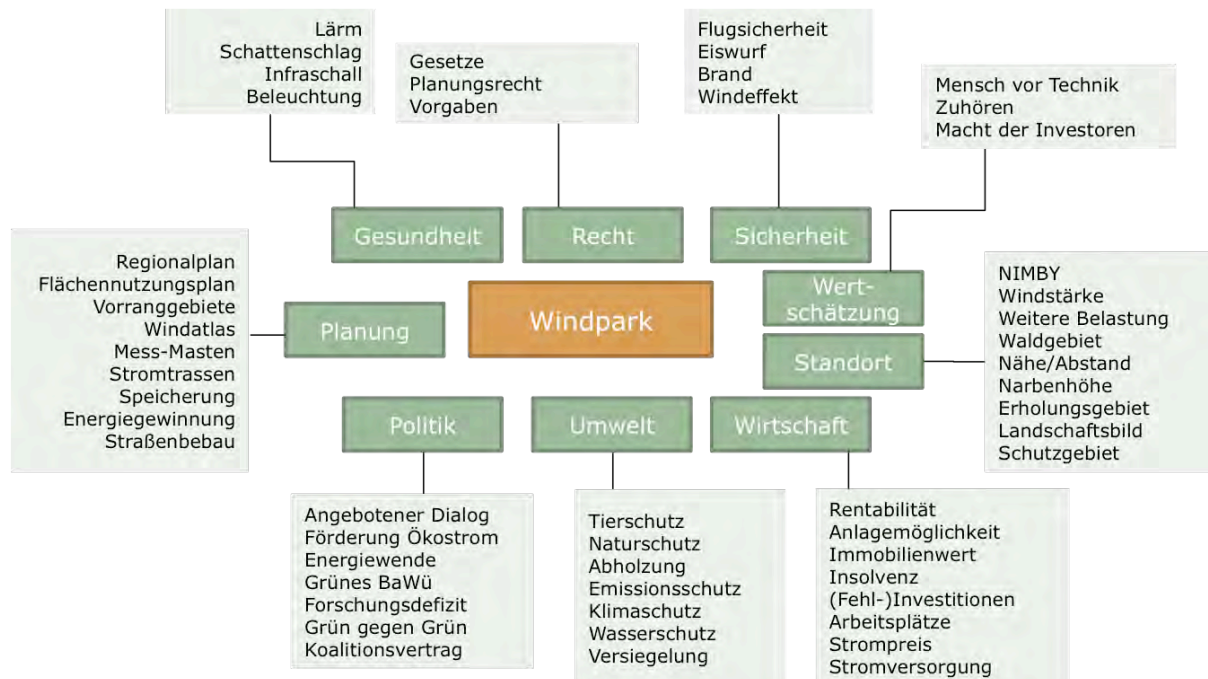 Lärm
Schattenschlag
Infraschall
Beleuchtung
Gesetze
Planungsrecht
Vorgaben
Flugsicherheit
Eiswurf
Brand
Windeffekt
Mensch vor Technik
Zuhören
Macht der Investoren
Gesundheit
Recht
Sicherheit
Wert-
schätzung
Regionalplan
Flächennutzungsplan
Vorranggebiete
Windatlas
Mess-Masten
Stromtrassen
Speicherung
Energiegewinnung
Straßenbebau
Planung
Windpark
Standort
NIMBY
Windstärke
Weitere Belastung
Waldgebiet
Nähe/Abstand
Narbenhöhe
Erholungsgebiet
Landschaftsbild
Schutzgebiet
Politik
Umwelt
Wirtschaft
Angebotener Dialog
Förderung Ökostrom
Energiewende
Grünes BaWü
Forschungsdefizit
Grün gegen Grün
Koalitionsvertrag
Tierschutz
Naturschutz
Abholzung
Emissionsschutz
Klimaschutz
Wasserschutz
Versiegelung
Rentabilität
Anlagemöglichkeit
Immobilienwert
Insolvenz
(Fehl-)Investitionen
Arbeitsplätze
Strompreis
Stromversorgung